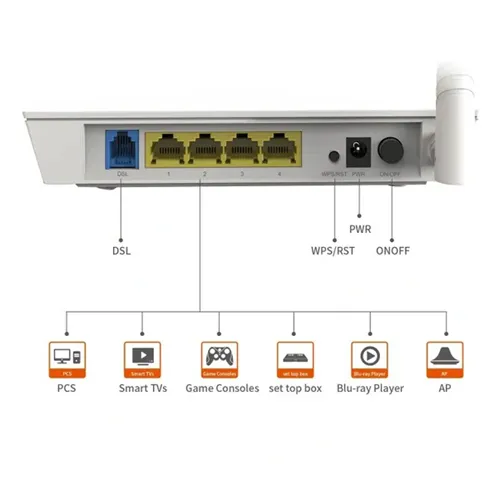 DSL 1 2 3 4 WPS/RST PWR ON/OFF
PWR
DSL WPS/RST ONOFF
PCS Smart TVs Game Consoles set top box Blu-ray Player AP
PCS Smart TVs Game Consoles set top box Blu-ray Player AP